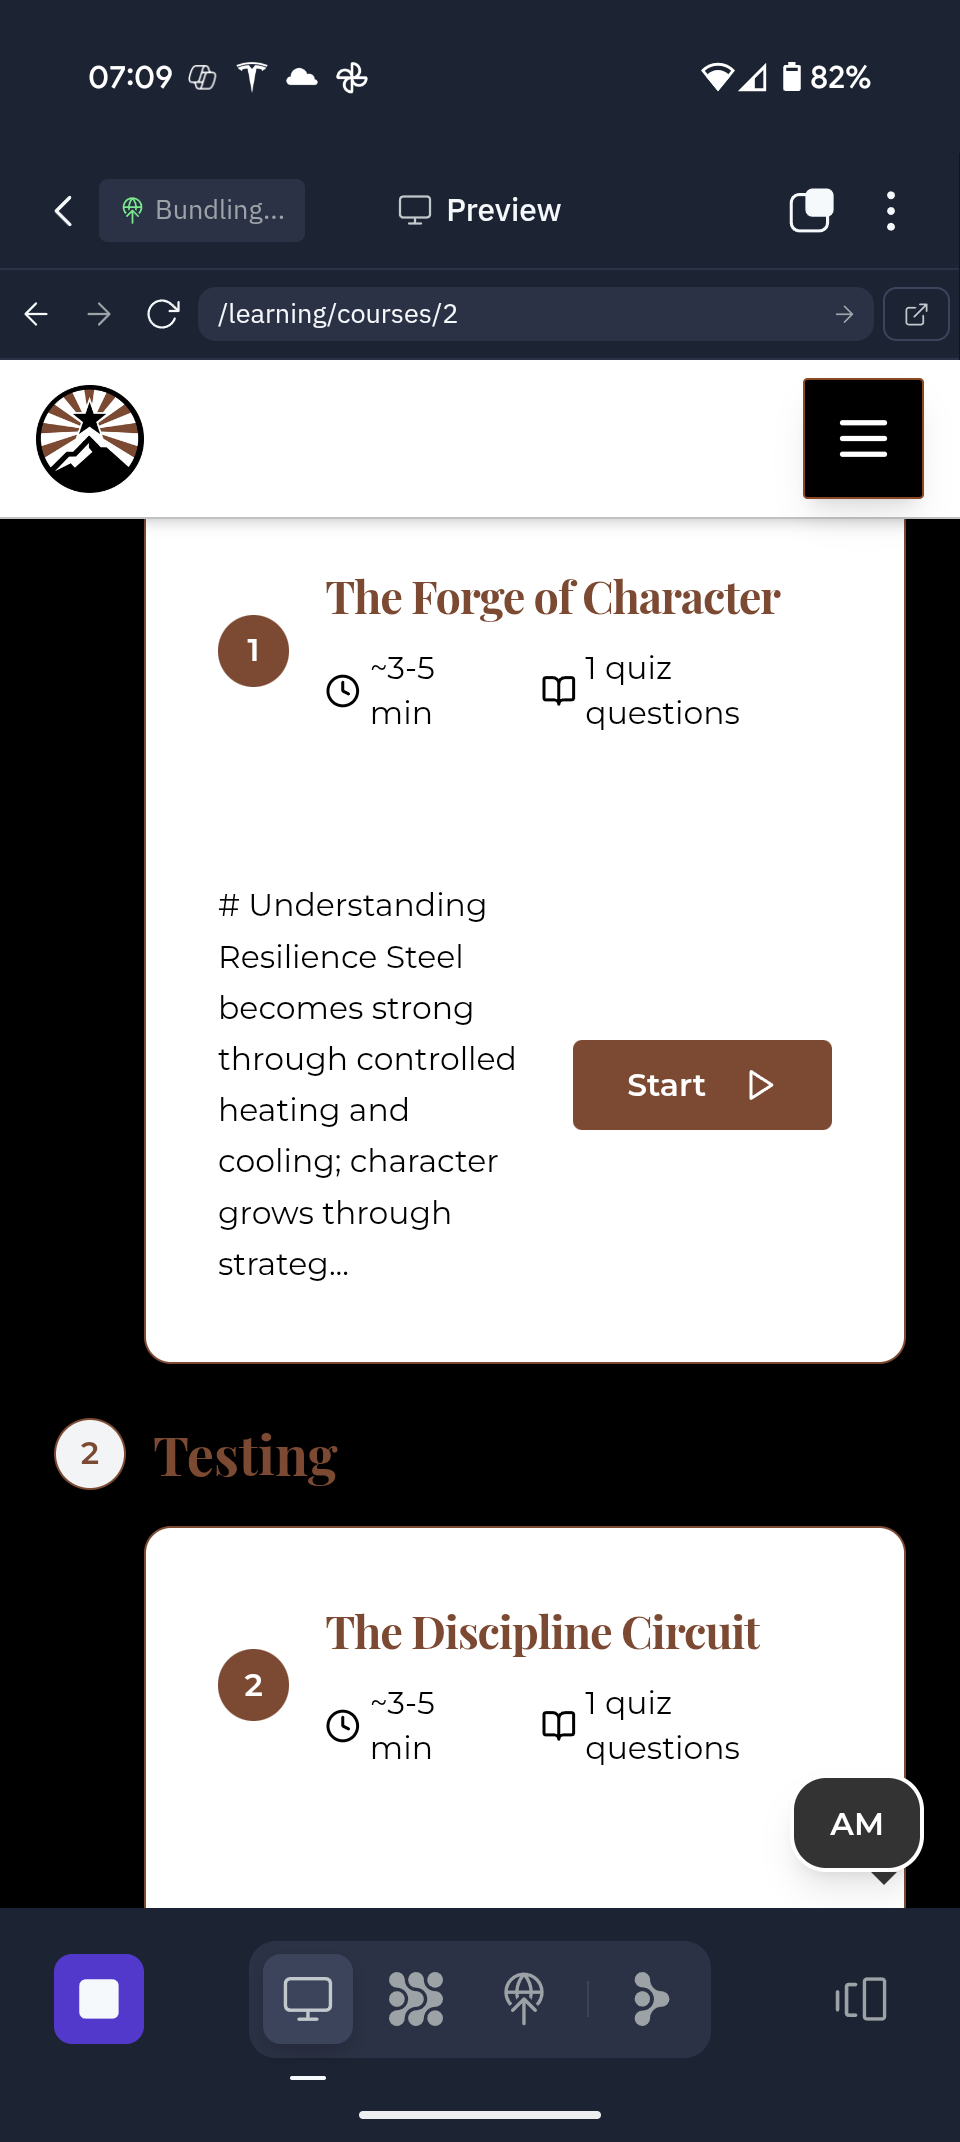 07:09 82%
Bundling... Preview
/learning/courses/2
The Forge of Character
1
~3-5 min
1 quiz questions
# Understanding
Resilience Steel
becomes strong
through controlled
heating and
cooling; character
grows through
strateg...
Start
2 Testing
The Discipline Circuit
2
~3-5 min
1 quiz questions
AM